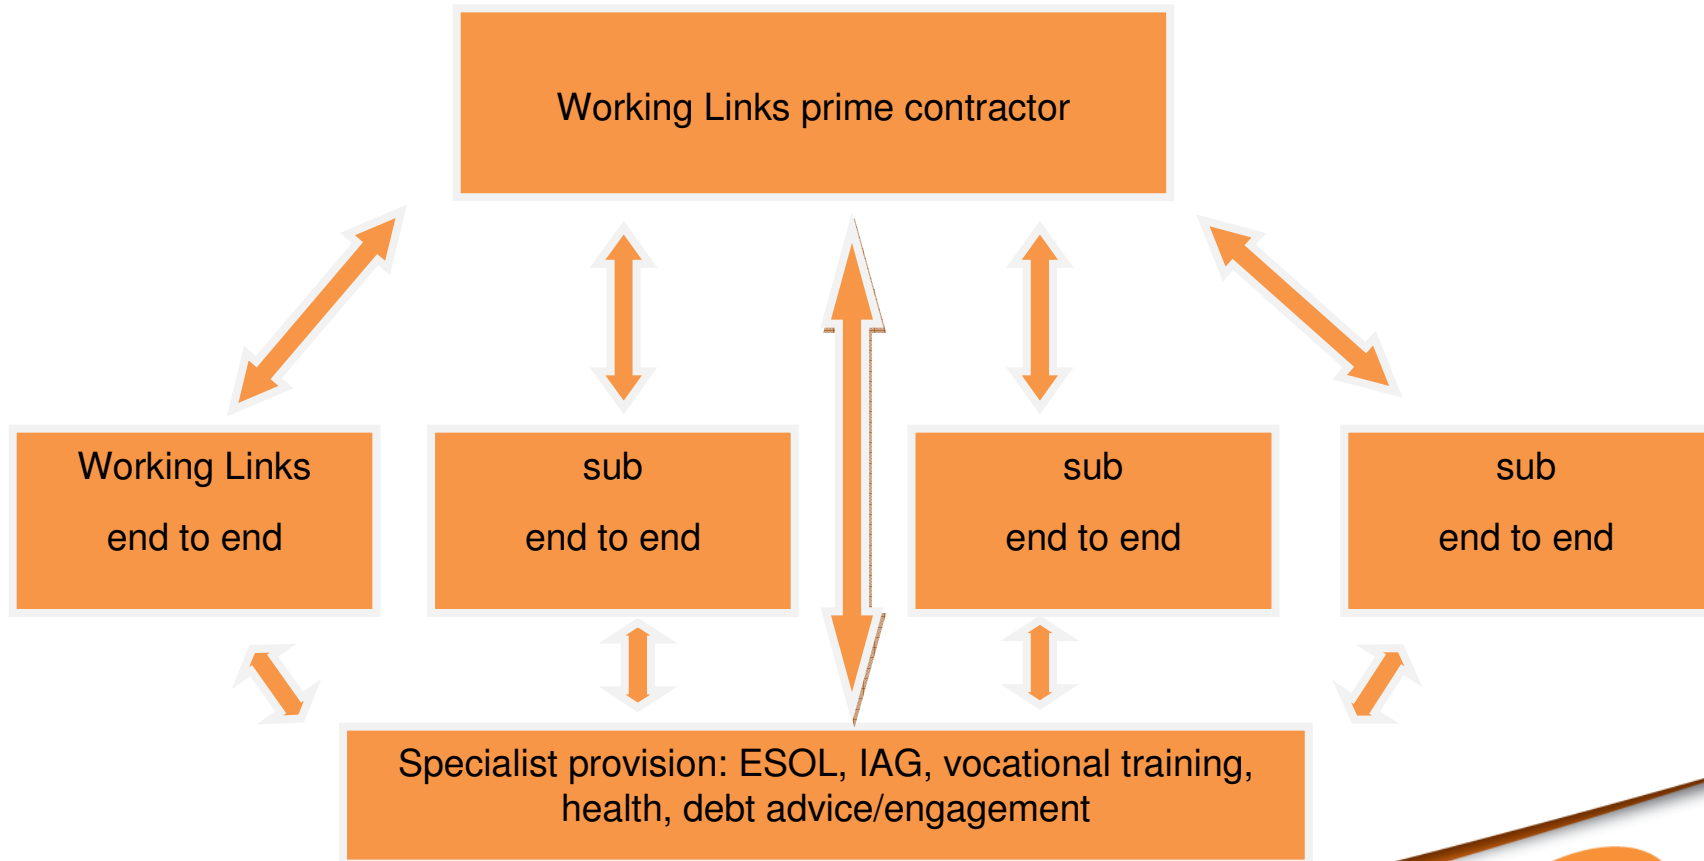 Working Links prime contractor
Working Links
end to end
sub
end to end
sub
end to end
sub
end to end
Specialist provision: ESOL, IAG, vocational training,
health, debt advice/engagement